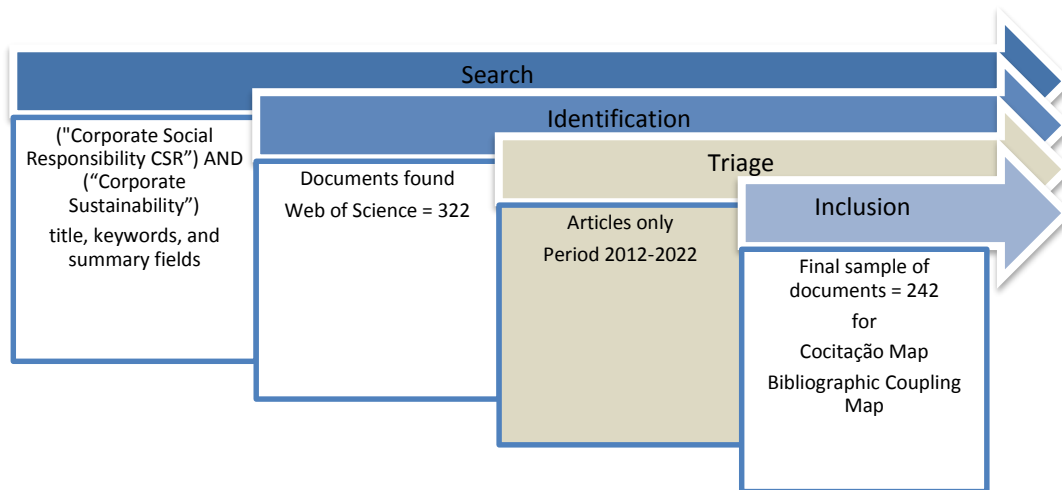 Search
("Corporate Social
Responsibility CSR”) AND
(“Corporate
Sustainability”)
title, keywords, and
summary fields
Identification
Documents found
Web of Science = 322
Triage
Articles only
Period 2012-2022
Inclusion
Final sample of
documents = 242
for
Cocitação Map
Bibliographic Coupling
Map